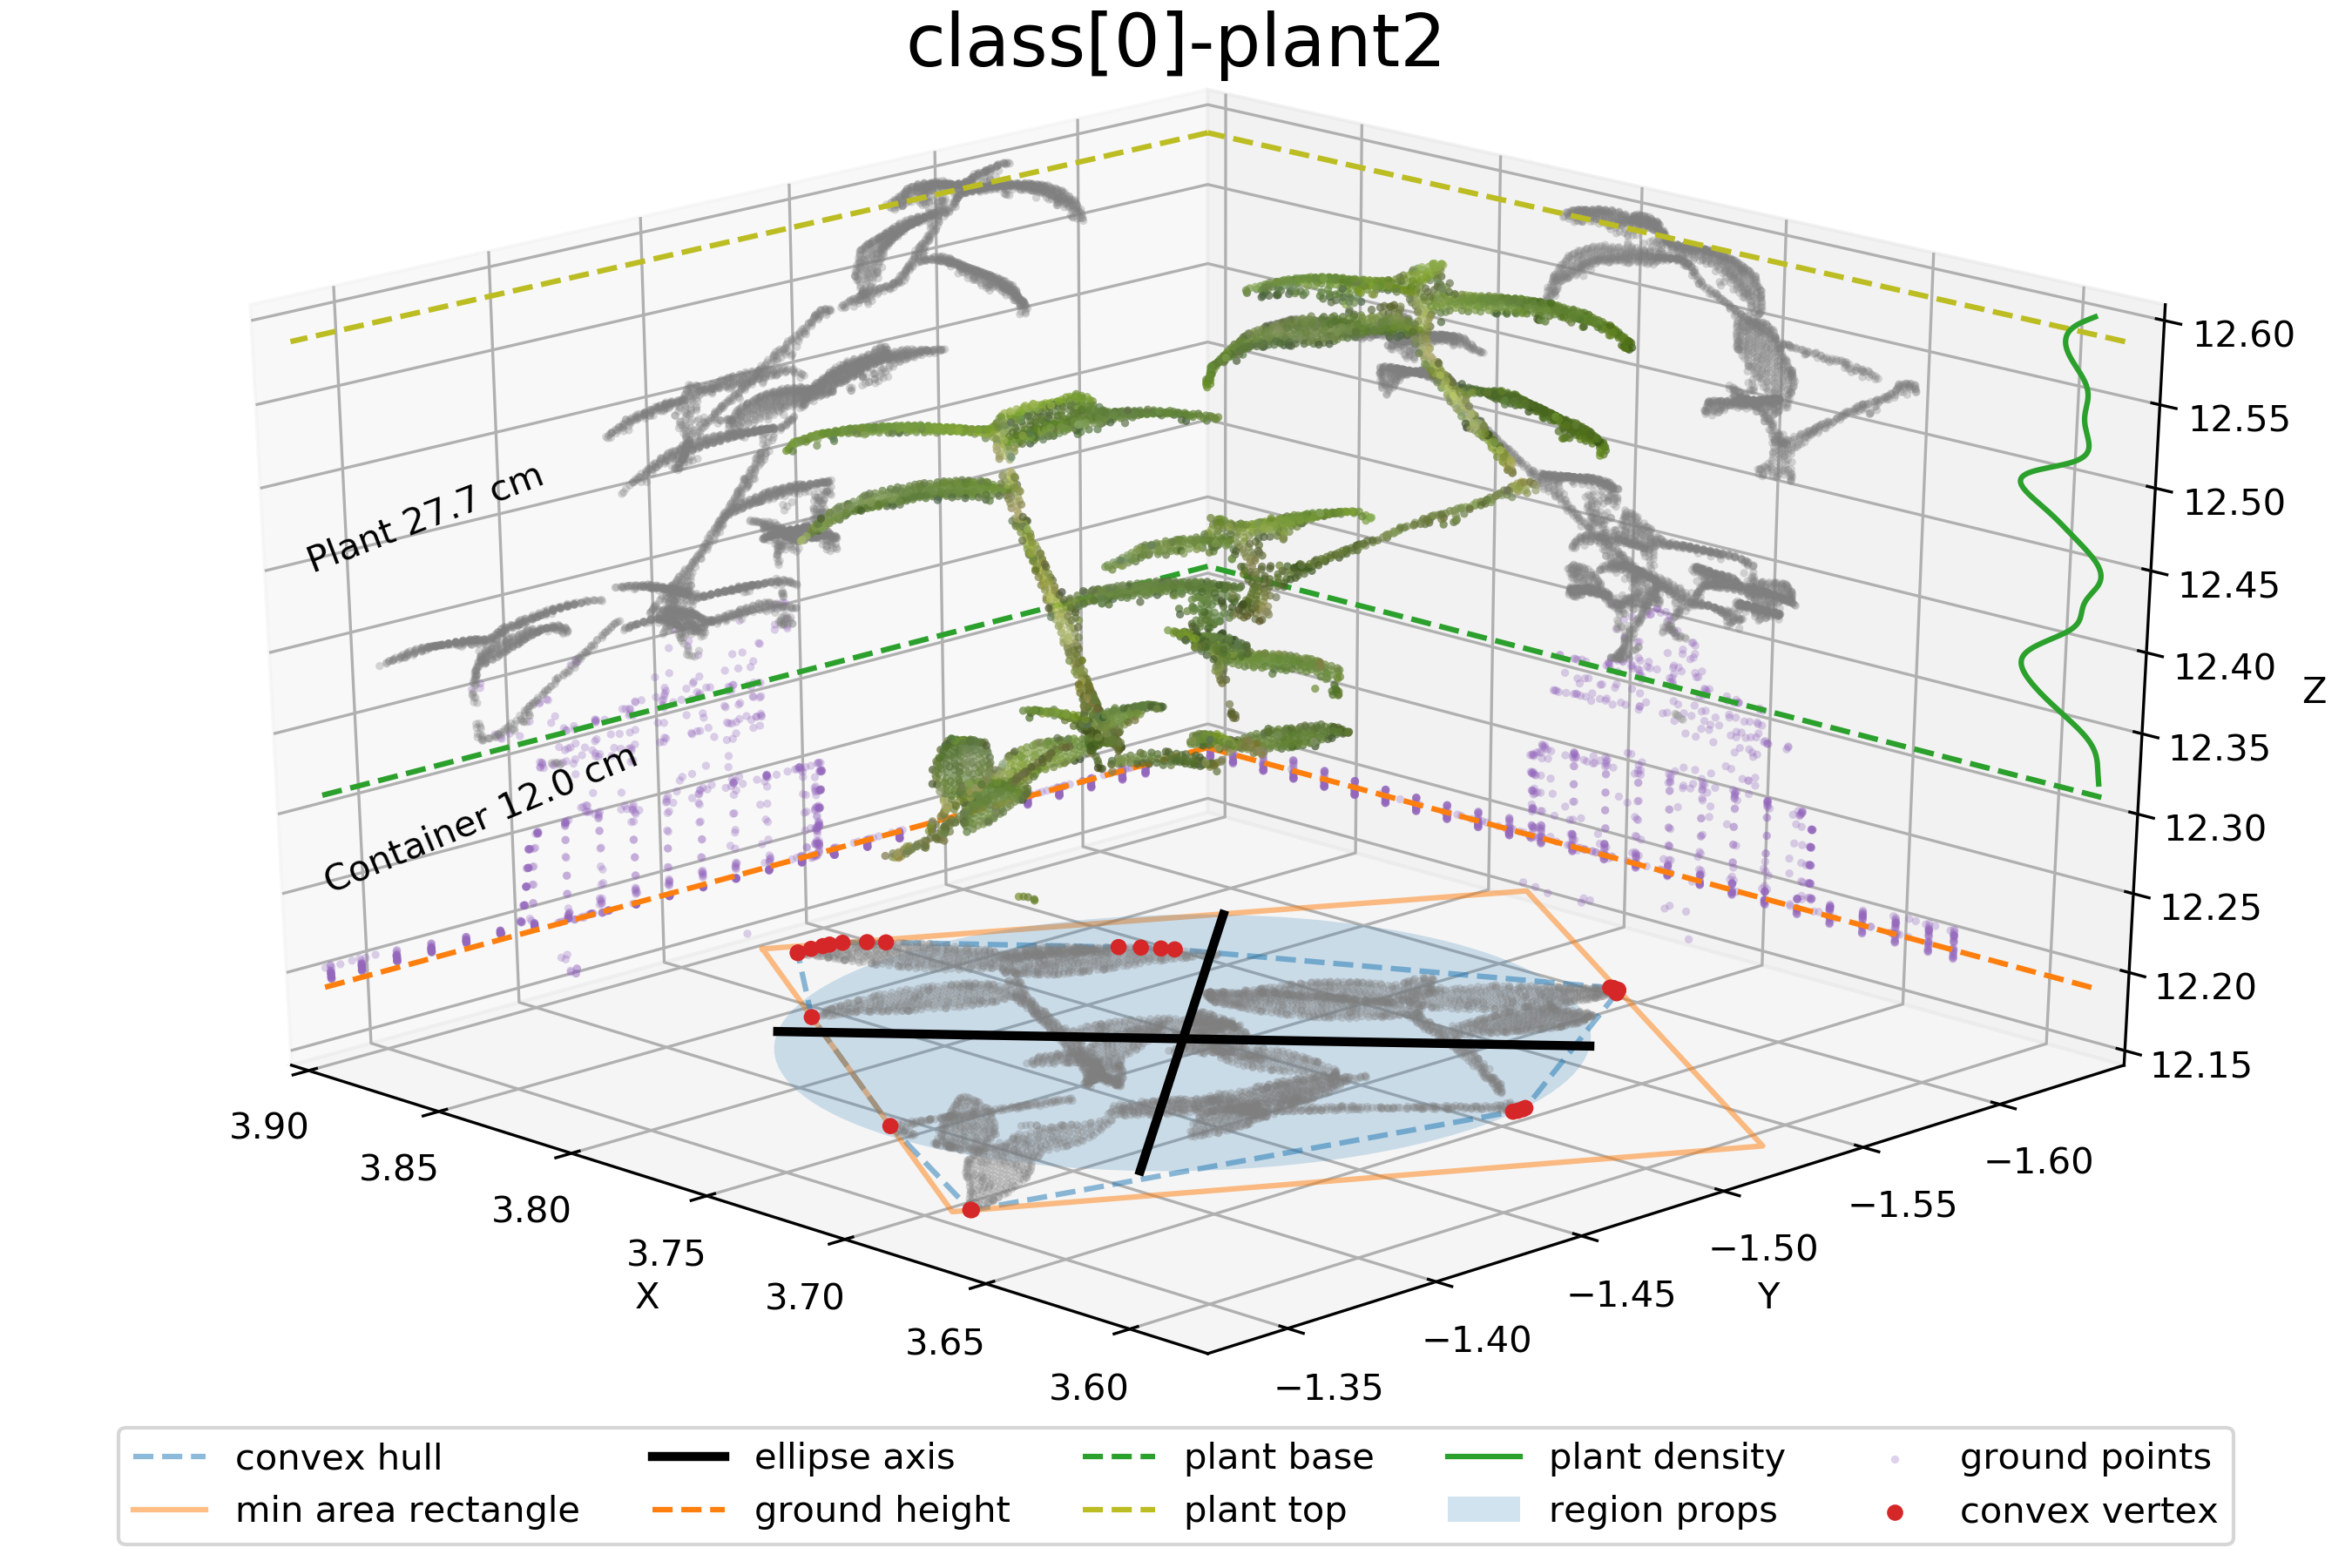 class[0]-plant2
Plant 27.7 cm
Container 12.0 cm
12.60
12.55
12.50
12.45
12.40
12.35
12.30
12.25
12.20
12.15
Z
3.90
3.85
3.80
3.75
3.70
3.65
3.60
X
−1.60
−1.55
−1.50
−1.45
−1.40
−1.35
Y
convex hull
min area rectangle
ellipse axis
ground height
plant base
plant top
plant density
region props
ground points
convex vertex